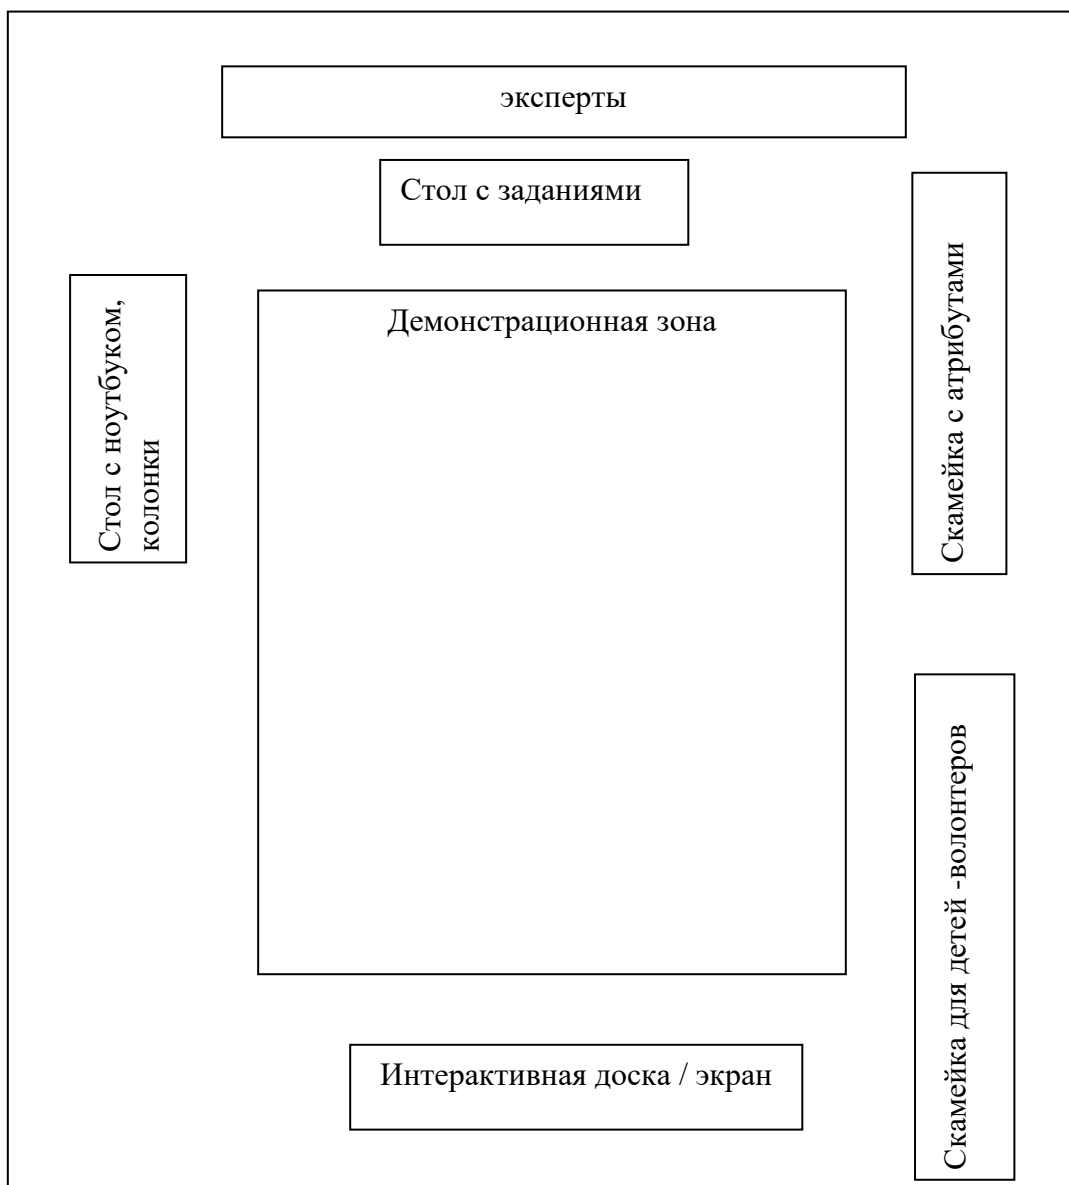 эксперты
Стол с заданиями
Стол с ноутбуком,
колонки
Демонстрационная зона
Скамейка с атрибутами
Скамейка для детей -волонтеров
Интерактивная доска / экран